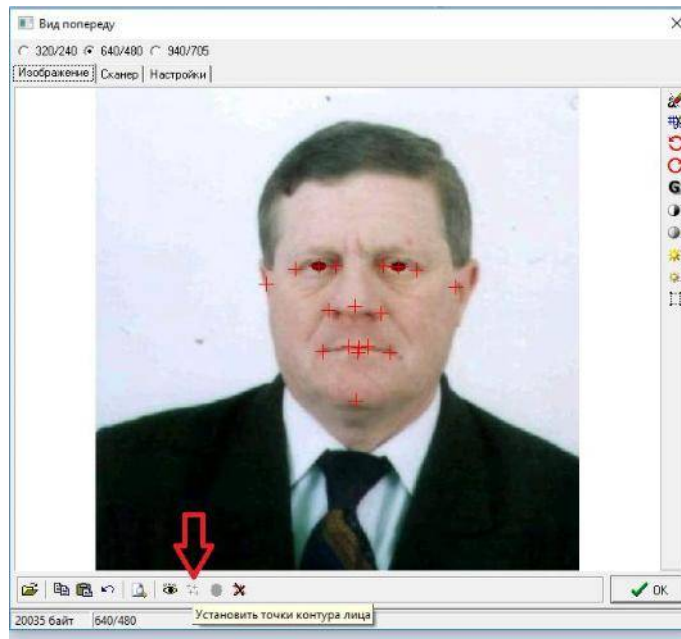 Вид попереду
320/240 640/480 940/705
Изображение Сканер Настройки
G
OK
Установить точки контура лица
20035 байт 640/480